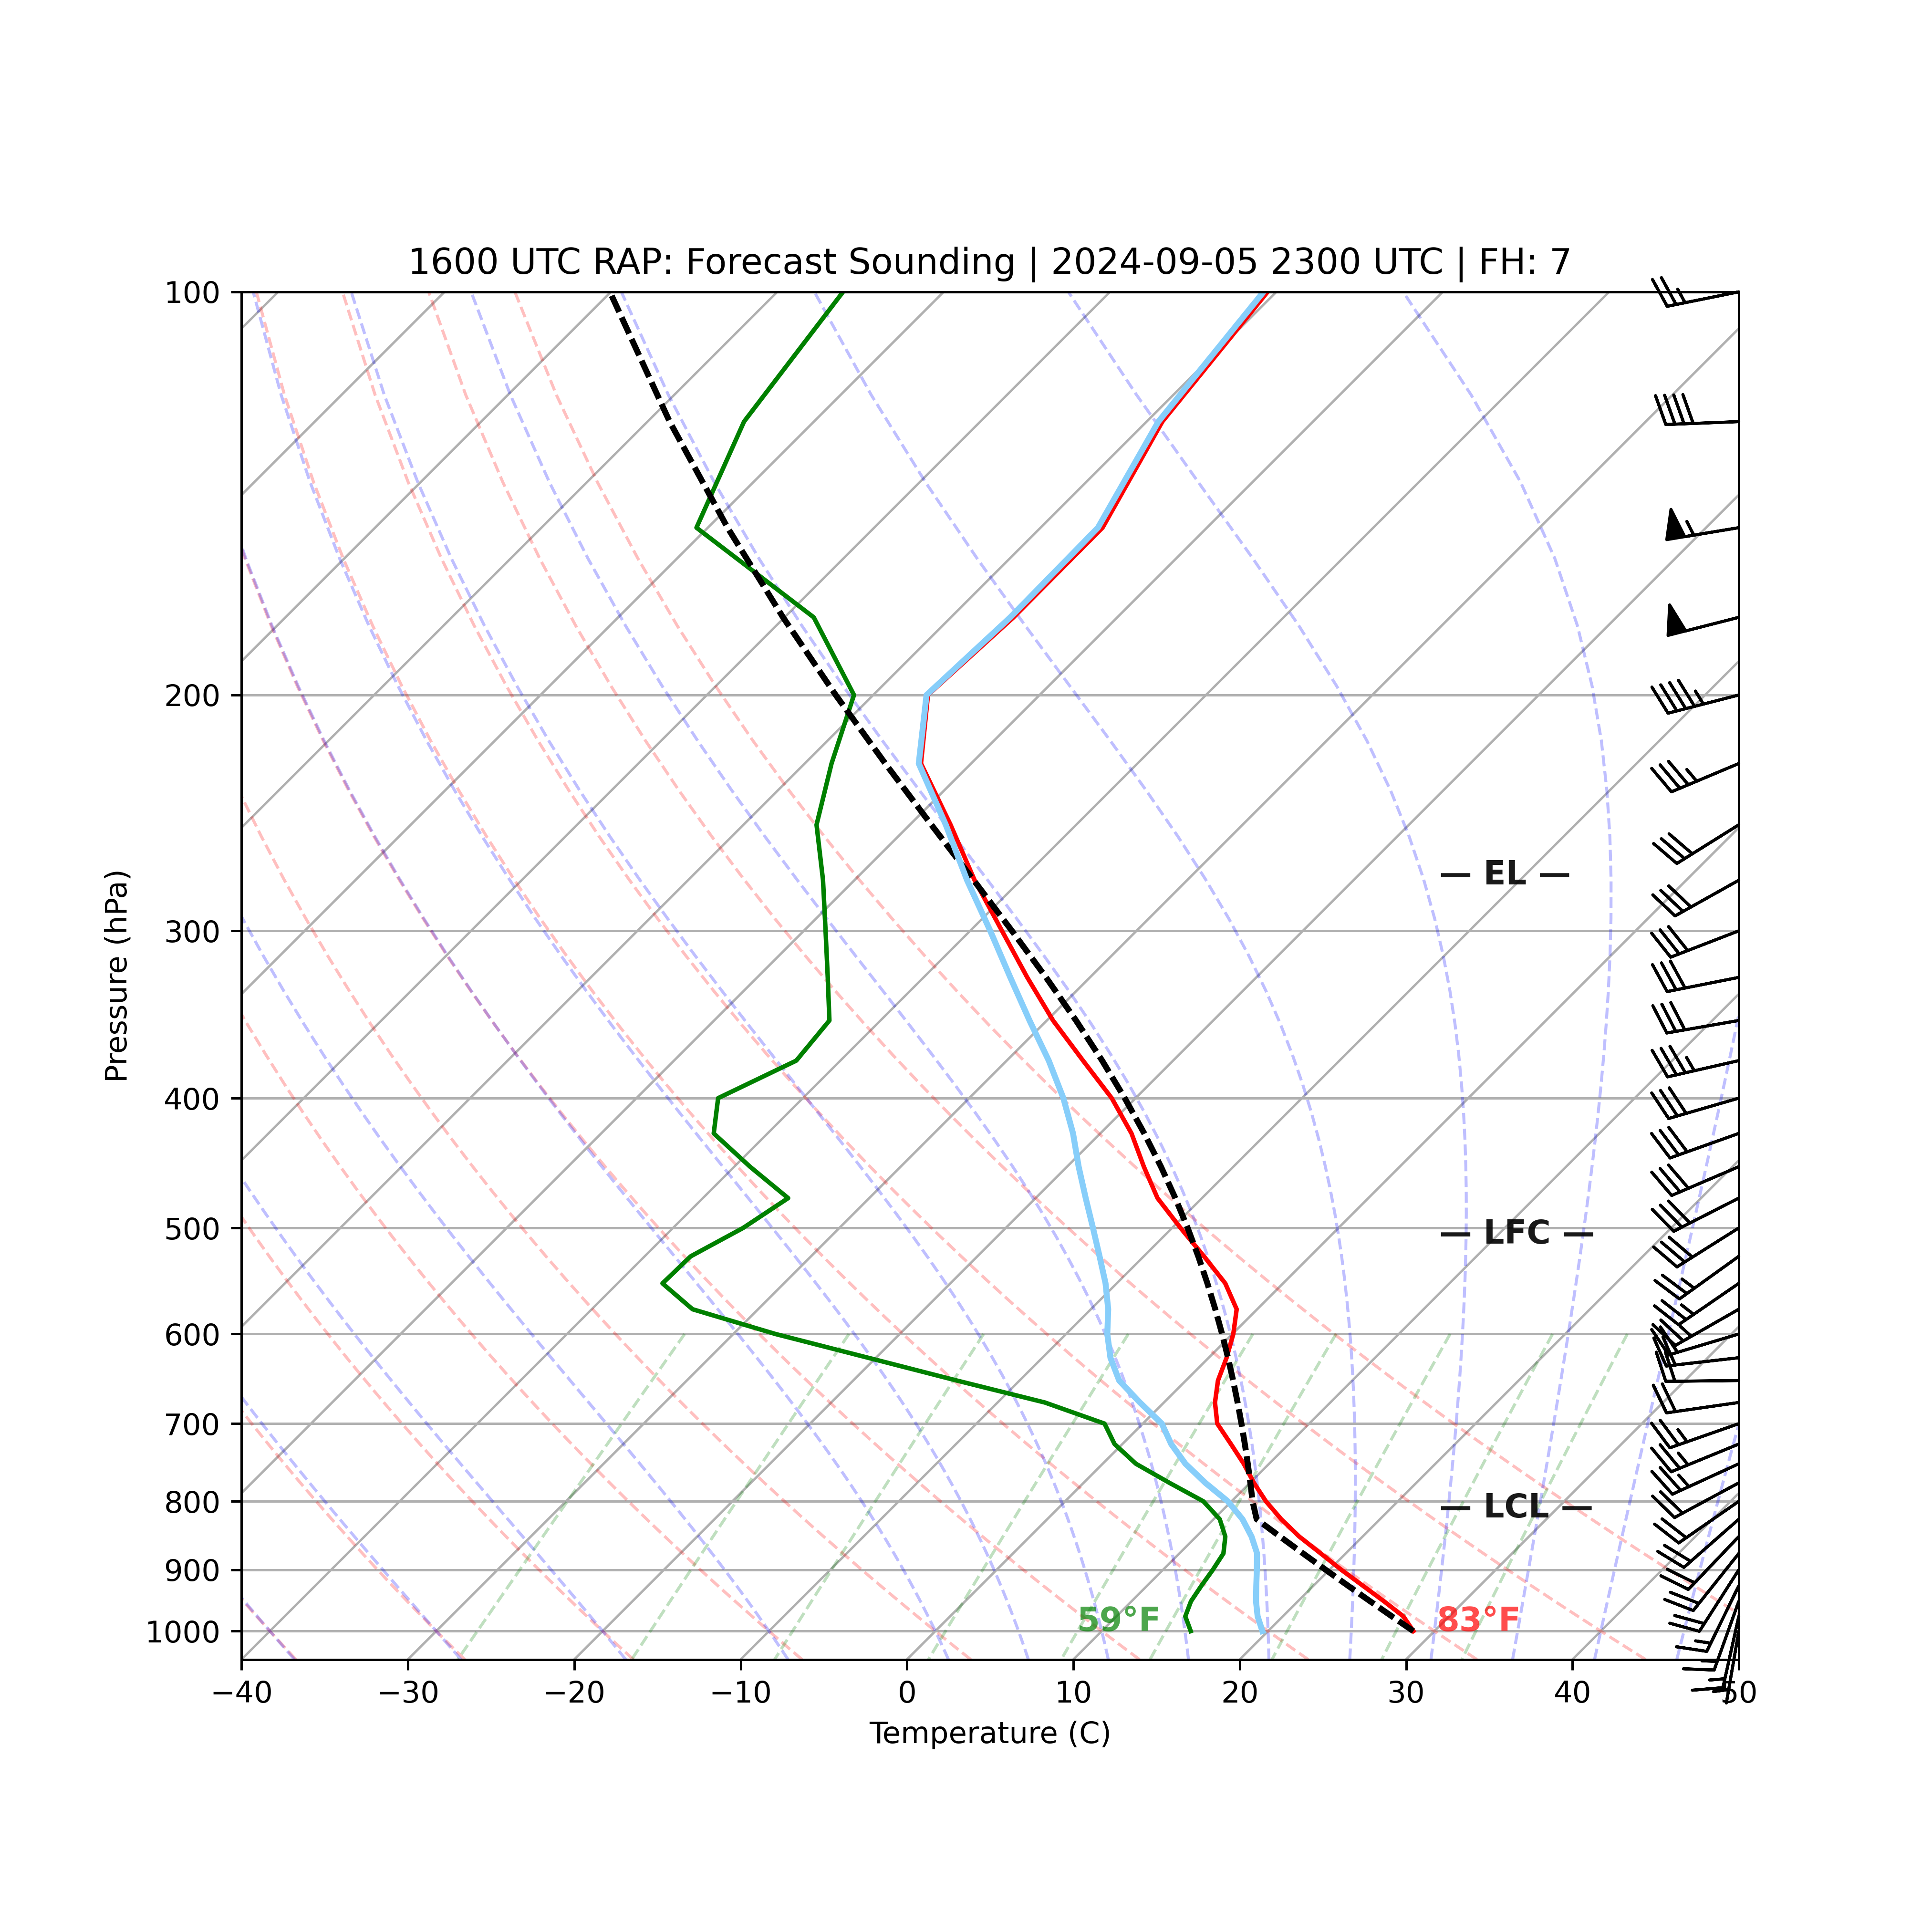 1600 UTC RAP: Forecast Sounding | 2024-09-05 2300 UTC | FH: 7
100
200
— EL —
300
Pressure (hPa)
400
500
— LFC —
600
700
800
— LCL —
900
59°F
83°F
1000
−40 −30 −20 −10 0 10 20 30 40 50
Temperature (C)